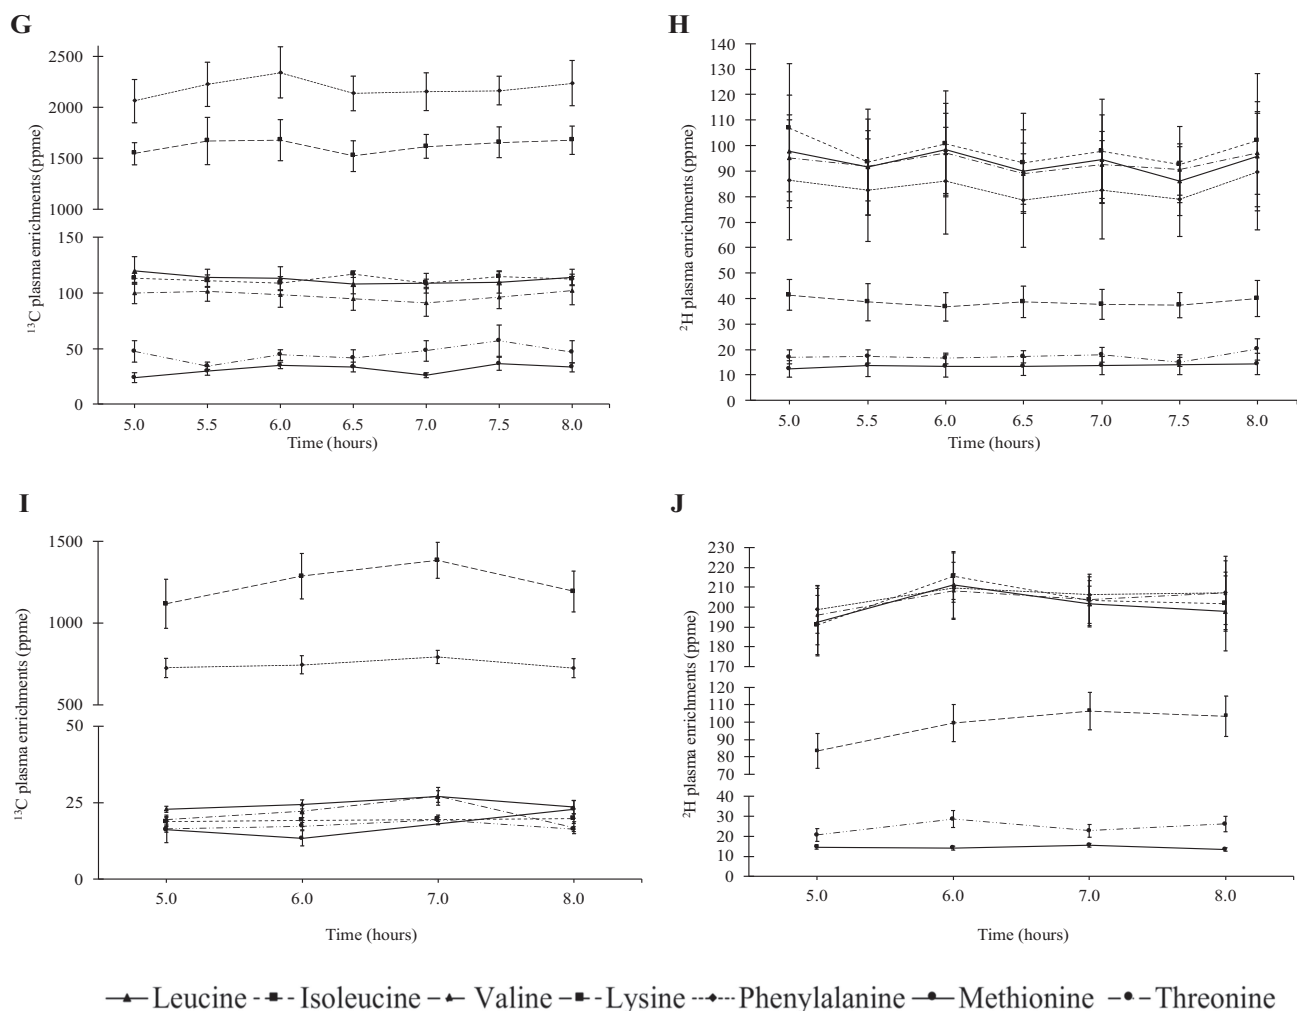 G
¹³C plasma enrichments (ppme)
2500
2000
1500
1000
150
100
50
0
5.0 5.5 6.0 6.5 7.0 7.5 8.0
Time (hours)
H
²H plasma enrichments (ppme)
140
130
120
110
100
90
80
70
60
50
40
30
20
10
0
5.0 5.5 6.0 6.5 7.0 7.5 8.0
Time (hours)
I
¹³C plasma enrichments (ppme)
1500
1000
500
50
25
0
5.0 6.0 7.0 8.0
Time (hours)
J
²H plasma enrichments (ppme)
230
220
210
200
190
180
170
120
110
100
90
80
70
40
30
20
10
0
5.0 6.0 7.0 8.0
Time (hours)
Leucine Isoleucine Valine Lysine Phenylalanine Methionine Threonine